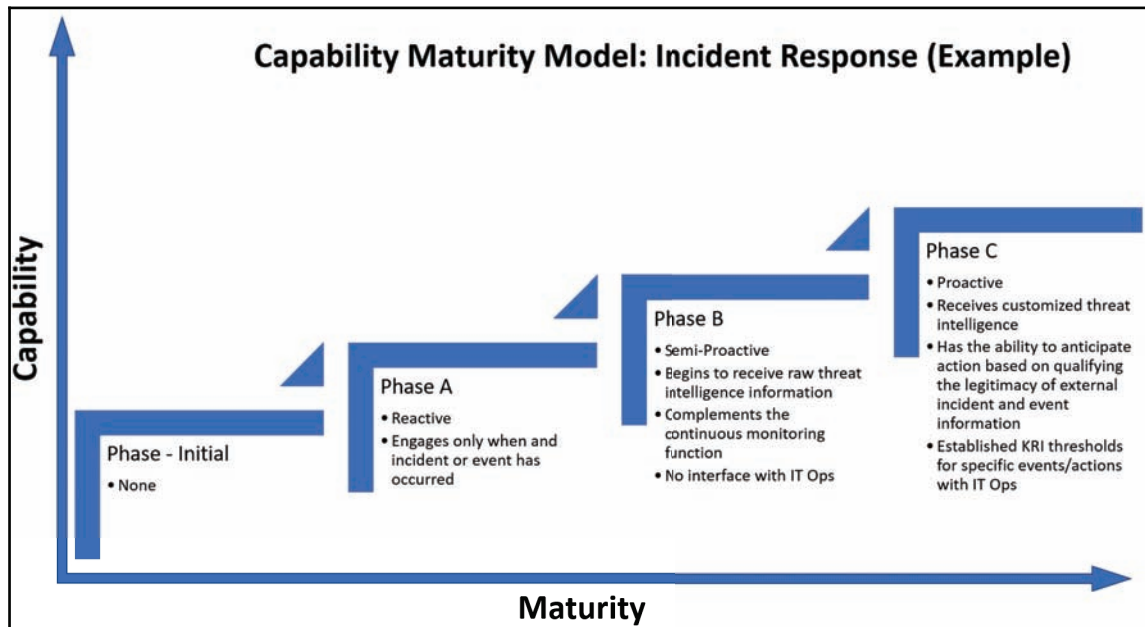 Capability Maturity Model: Incident Response (Example)
Capability
Phase - Initial
• None
Phase A
• Reactive
• Engages only when and
incident or event has
occurred
Phase B
• Semi-Proactive
• Begins to receive raw threat
intelligence information
• Complements the
continuous monitoring
function
• No interface with IT Ops
Phase C
• Proactive
• Receives customized threat
intelligence
• Has the ability to anticipate
action based on qualifying
the legitimacy of external
incident and event
information
• Established KRI thresholds
for specific events/actions
with IT Ops
Maturity